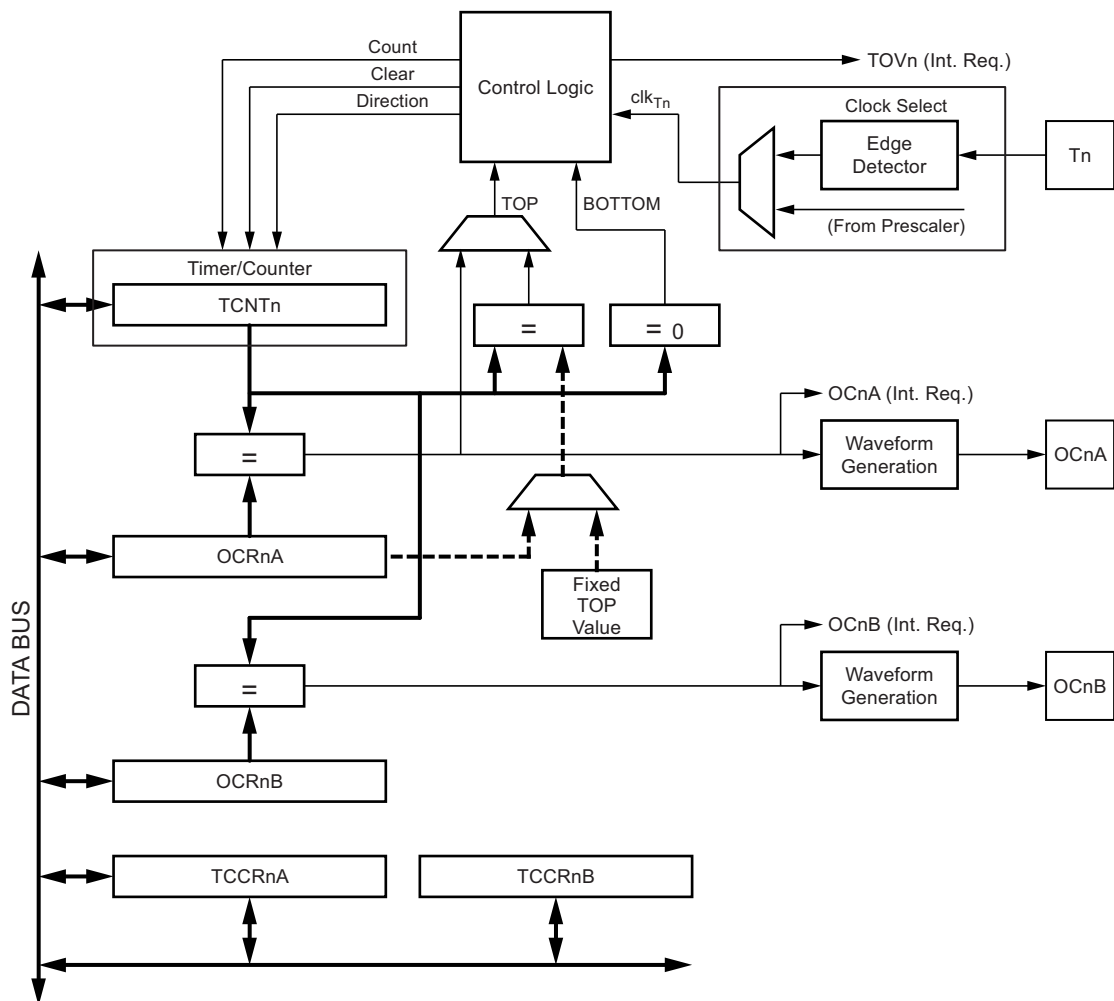 Count
Clear
Direction
Control Logic
TOVn (Int. Req.)
clkTn
Clock Select
Edge
Detector
Tn
(From Prescaler)
TOP
BOTTOM
Timer/Counter
TCNTn
=
= 0
OCnA (Int. Req.)
=
Waveform
Generation
OCnA
OCRnA
Fixed
TOP
Value
OCnB (Int. Req.)
=
Waveform
Generation
OCnB
OCRnB
TCCRnA
TCCRnB
DATA BUS